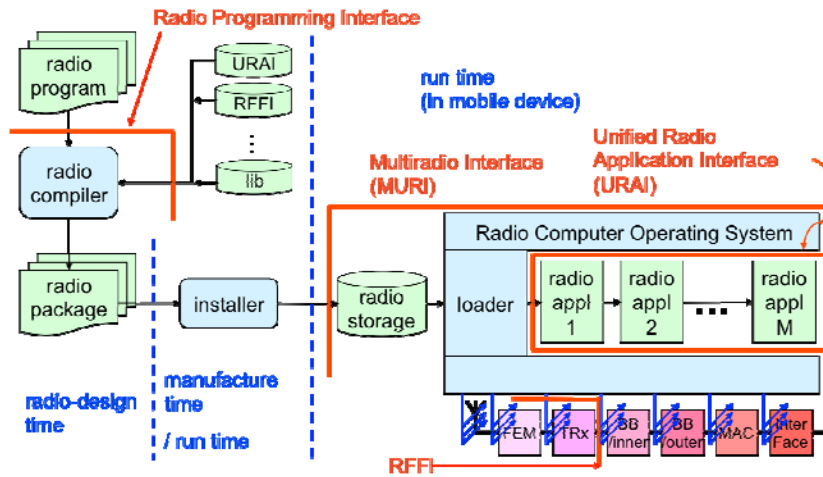 Radio Programming Interface
radio
program
URAI
RFFI
⋮
lib
run time
(in mobile device)
radio
compiler
Multiradio Interface
(MURI)
Unified Radio
Application Interface
(URAI)
Radio Computer Operating System
radio
package
installer
radio
storage
loader
radio
appl
1
radio
appl
2
...
radio
appl
M
radio-design
time
manufacture
time
/ run time
FEM
TRx
BB
/inner
BB
/outer
MAC
Inter
Face
RFFI